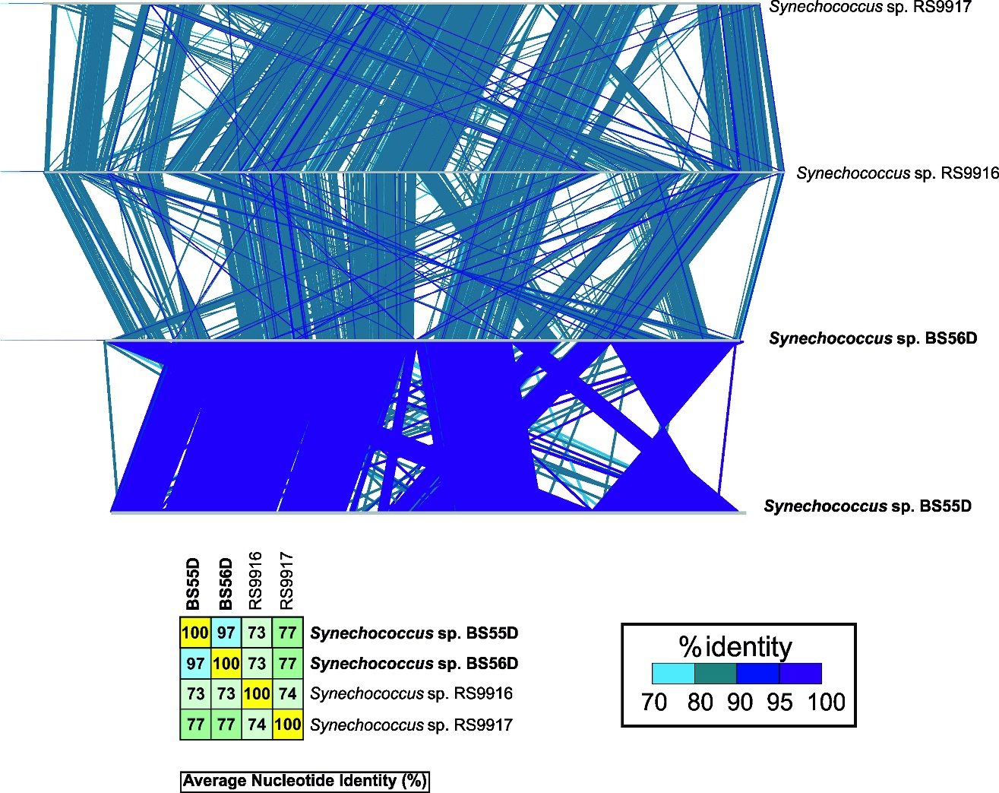 Synechococcus sp. RS9917
Synechococcus sp. RS9916
Synechococcus sp. BS56D
Synechococcus sp. BS55D
BS55D BS56D RS9916 RS9917
100 97 73 77 Synechococcus sp. BS55D
97 100 73 77 Synechococcus sp. BS56D
73 73 100 74 Synechococcus sp. RS9916
77 77 74 100 Synechococcus sp. RS9917
Average Nucleotide Identity (%)
% identity
70 80 90 95 100